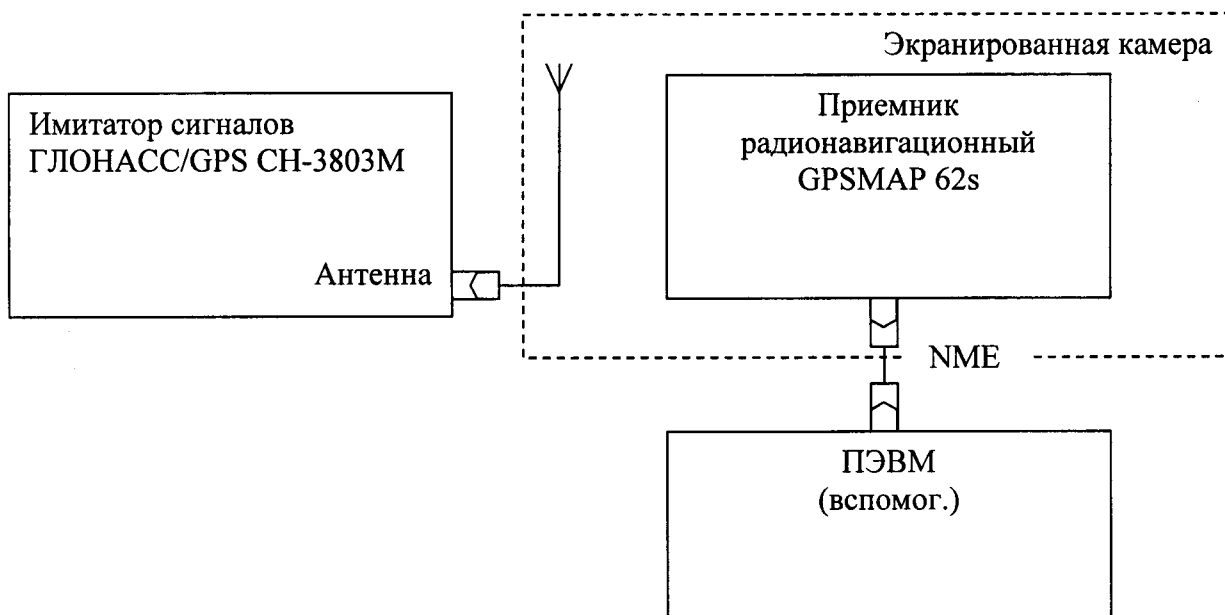 Экранированная камера
Имитатор сигналов
ГЛОНАСС/GPS СН-3803М
Антенна
Приемник
радионавигационный
GPSMAP 62s
NME
ПЭВМ
(вспомог.)